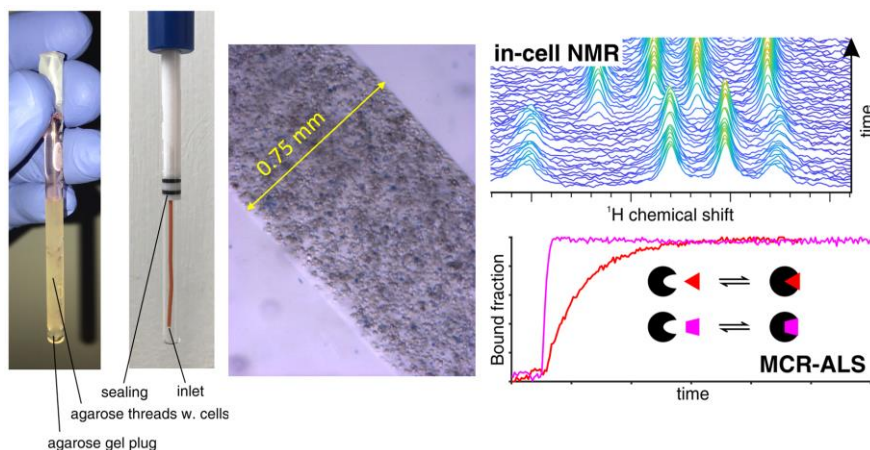 sealing
inlet
agarose threads w. cells
agarose gel plug
0.75 mm
in-cell NMR
time
¹H chemical shift
Bound fraction
MCR-ALS
time